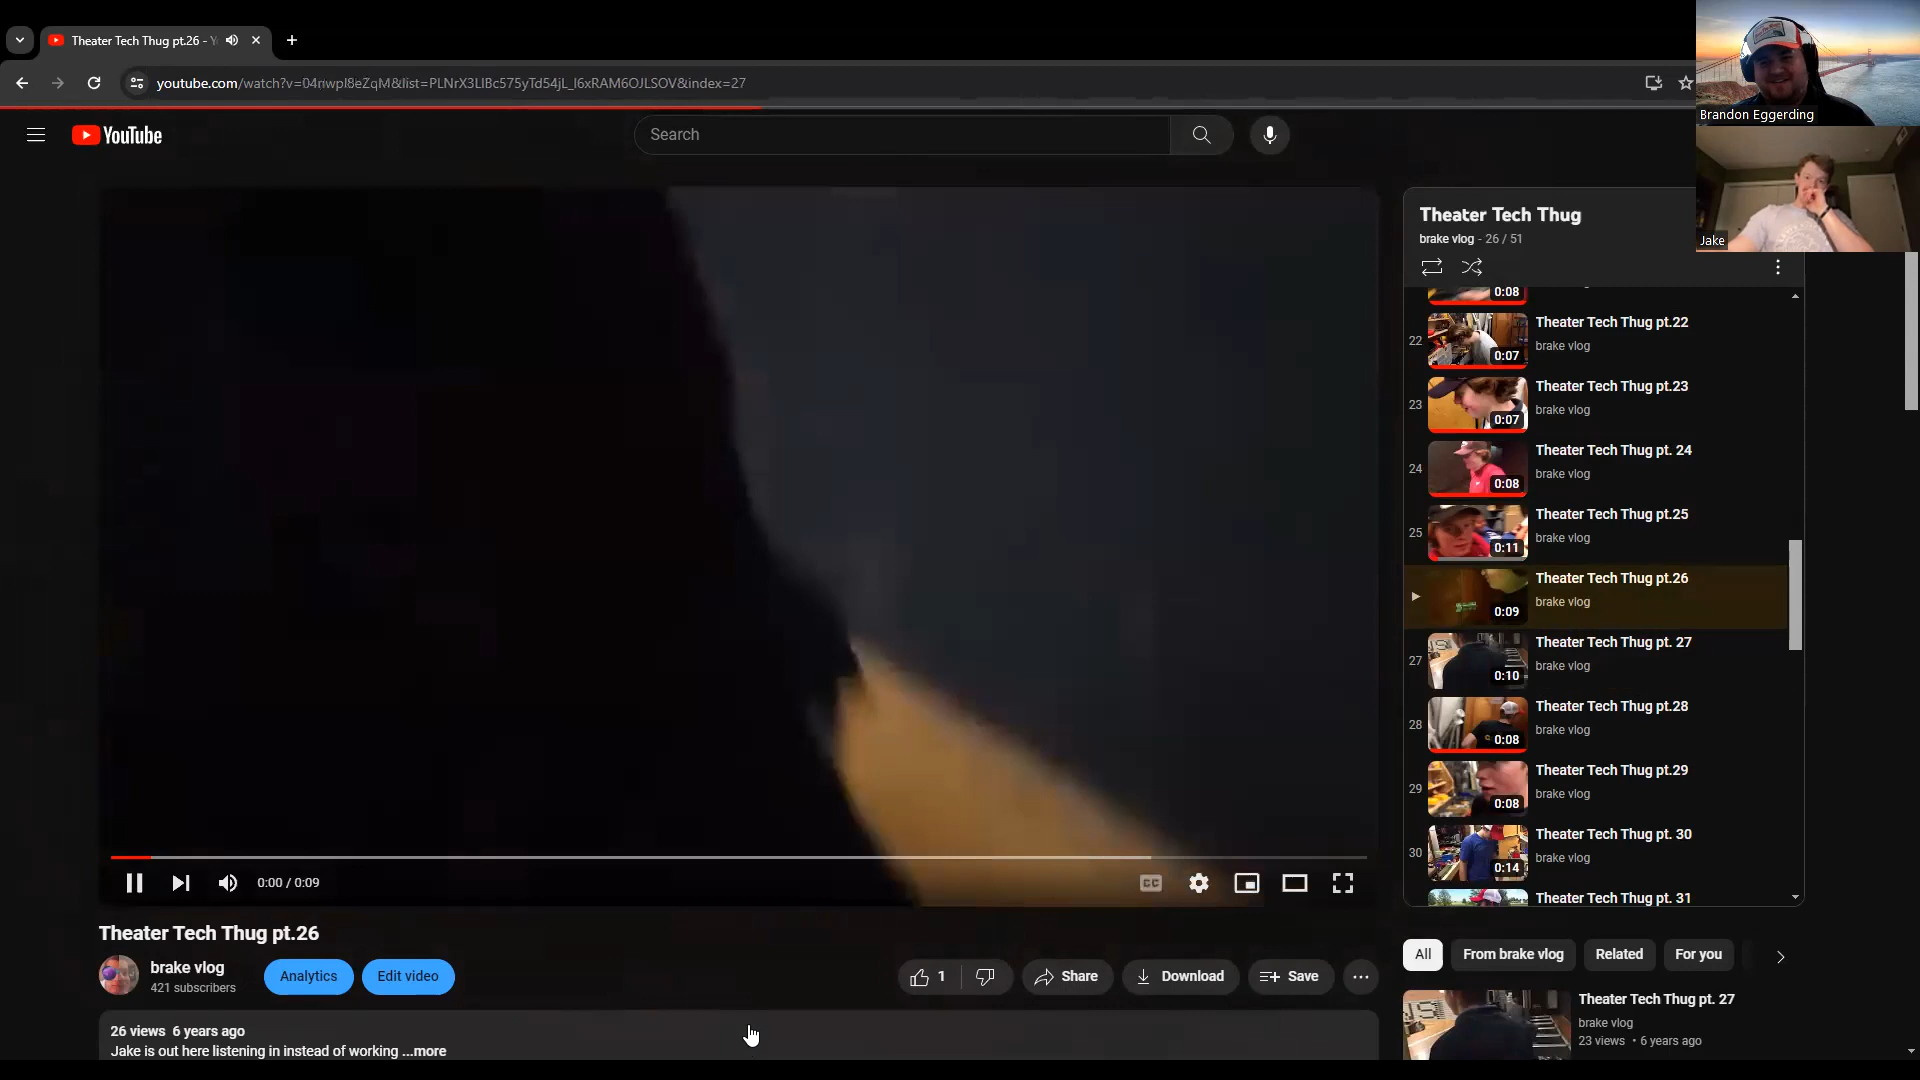 Theater Tech Thug pt.26 - Y
youtube.com/watch?v=04nwpl8eZqM&list=PLNrX3LIBc575yTd54jL_l6xRAM6OJLSOV&index=27
Brandon Eggerding
Jake
YouTube
Search
Theater Tech Thug
brake vlog - 26 / 51
0:08
22
0:07
Theater Tech Thug pt.22
brake vlog
23
0:07
Theater Tech Thug pt.23
brake vlog
24
0:08
Theater Tech Thug pt. 24
brake vlog
25
0:11
Theater Tech Thug pt.25
brake vlog
0:09
Theater Tech Thug pt.26
brake vlog
27
0:10
Theater Tech Thug pt. 27
brake vlog
28
0:08
Theater Tech Thug pt.28
brake vlog
29
0:08
Theater Tech Thug pt.29
brake vlog
30
0:14
Theater Tech Thug pt. 30
brake vlog
Theater Tech Thug pt. 31
0:00 / 0:09
CC
Theater Tech Thug pt.26
brake vlog
421 subscribers
Analytics
Edit video
1
Share
Download
Save
26 views 6 years ago
Jake is out here listening in instead of working ...more
All
From brake vlog
Related
For you
Theater Tech Thug pt. 27
brake vlog
23 views • 6 years ago